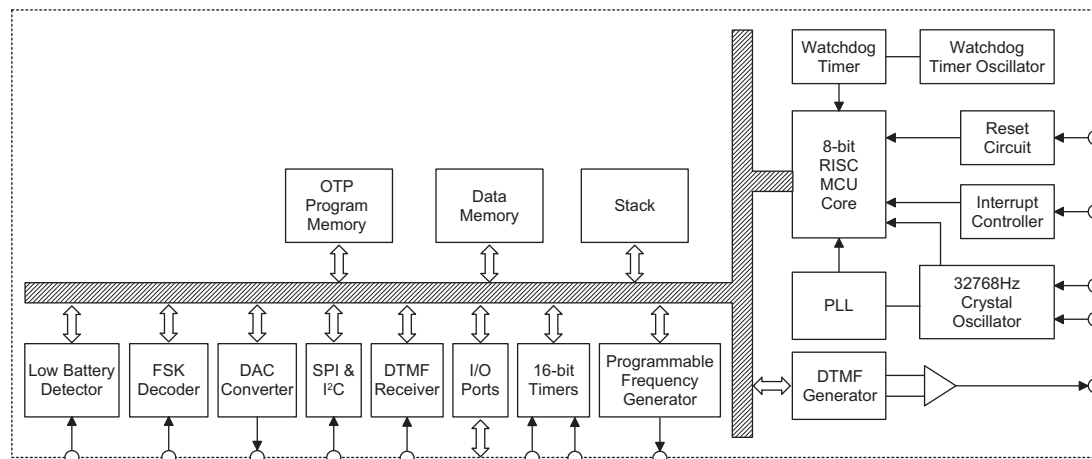 Watchdog
Timer
Watchdog
Timer Oscillator
8-bit
RISC
MCU
Core
Reset
Circuit
Interrupt
Controller
OTP
Program
Memory
Data
Memory
Stack
PLL
32768Hz
Crystal
Oscillator
Low Battery
Detector
FSK
Decoder
DAC
Converter
SPI &
I²C
DTMF
Receiver
I/O
Ports
16-bit
Timers
Programmable
Frequency
Generator
DTMF
Generator